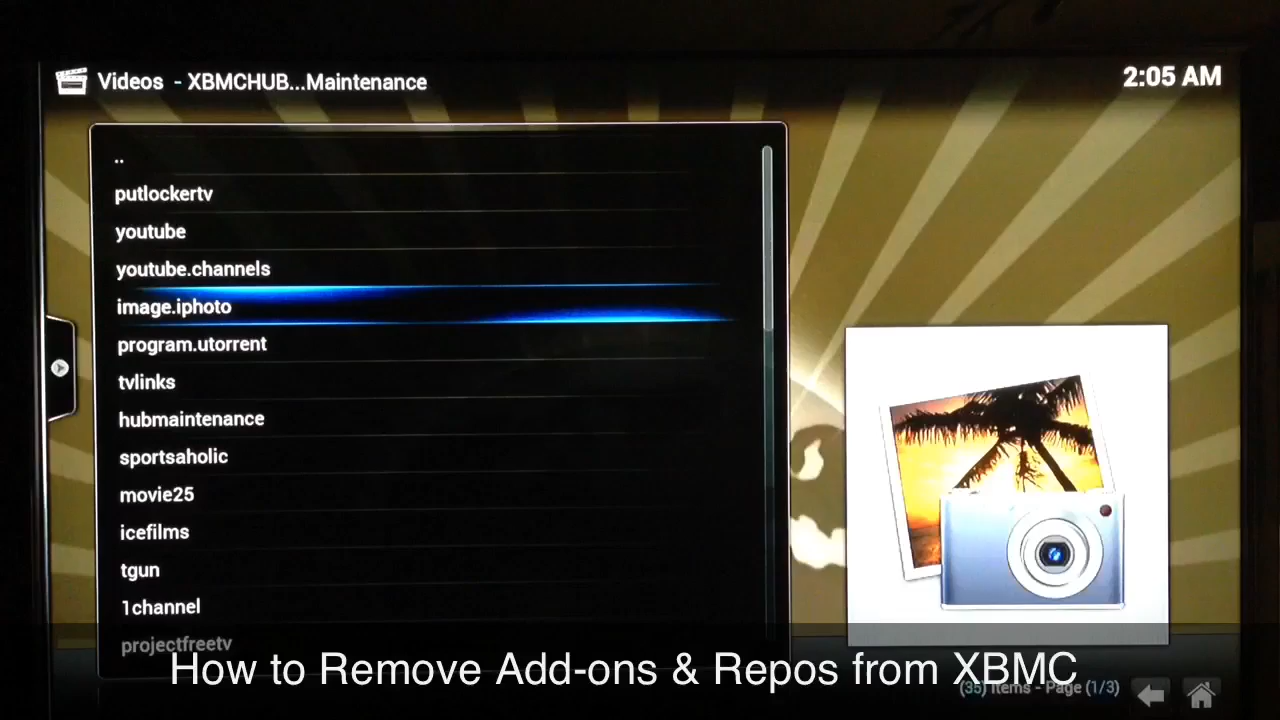 Videos - XBMCHUB...Maintenance
2:05 AM
..
putlockertv
youtube
youtube.channels
image.iphoto
program.utorrent
tvlinks
hubmaintenance
sportsaholic
movie25
icefilms
tgun
1channel
projectfreetv
How to Remove Add-ons & Repos from XBMC
(35) Items - Page (1/3)